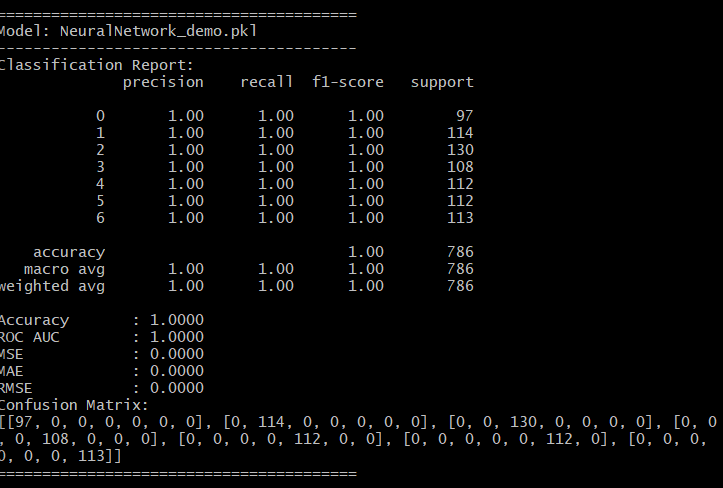 ========================================
Model: NeuralNetwork_demo.pkl
----------------------------------------
Classification Report:
              precision    recall  f1-score   support

           0       1.00      1.00      1.00        97
           1       1.00      1.00      1.00       114
           2       1.00      1.00      1.00       130
           3       1.00      1.00      1.00       108
           4       1.00      1.00      1.00       112
           5       1.00      1.00      1.00       112
           6       1.00      1.00      1.00       113

    accuracy                           1.00       786
   macro avg       1.00      1.00      1.00       786
weighted avg       1.00      1.00      1.00       786

Accuracy       : 1.0000
ROC AUC        : 1.0000
MSE            : 0.0000
MAE            : 0.0000
RMSE           : 0.0000
Confusion Matrix:
[[97, 0, 0, 0, 0, 0, 0], [0, 114, 0, 0, 0, 0, 0], [0, 0, 130, 0, 0, 0, 0], [0, 0
, 0, 108, 0, 0, 0], [0, 0, 0, 0, 112, 0, 0], [0, 0, 0, 0, 0, 112, 0], [0, 0, 0,
0, 0, 0, 113]]
========================================